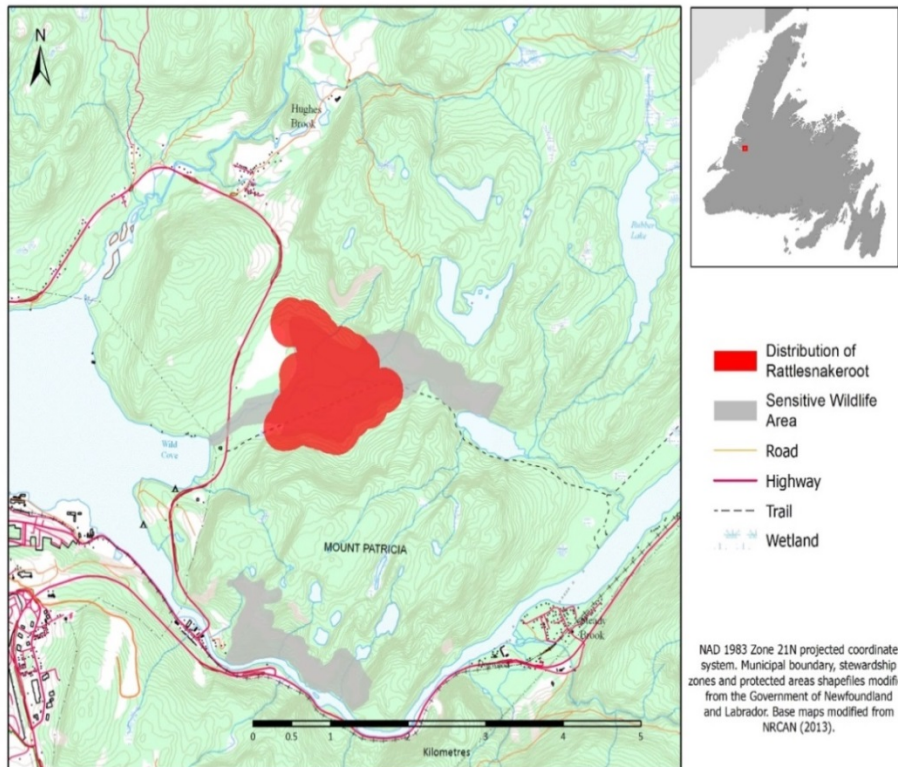 N
Hughes
Brook
Wild
Cove
MOUNT PATRICIA
Brook
0 0.5 1 2 3 4 5
Kilometres
Distribution of
Rattlesnakeroot
Sensitive Wildlife
Area
Road
Highway
Trail
Wetland
NAD 1983 Zone 21N projected coordinate
system. Municipal boundary, stewardship
zones and protected areas shapefiles modifie
from the Government of Newfoundland
and Labrador. Base maps modified from
NRCAN (2013).